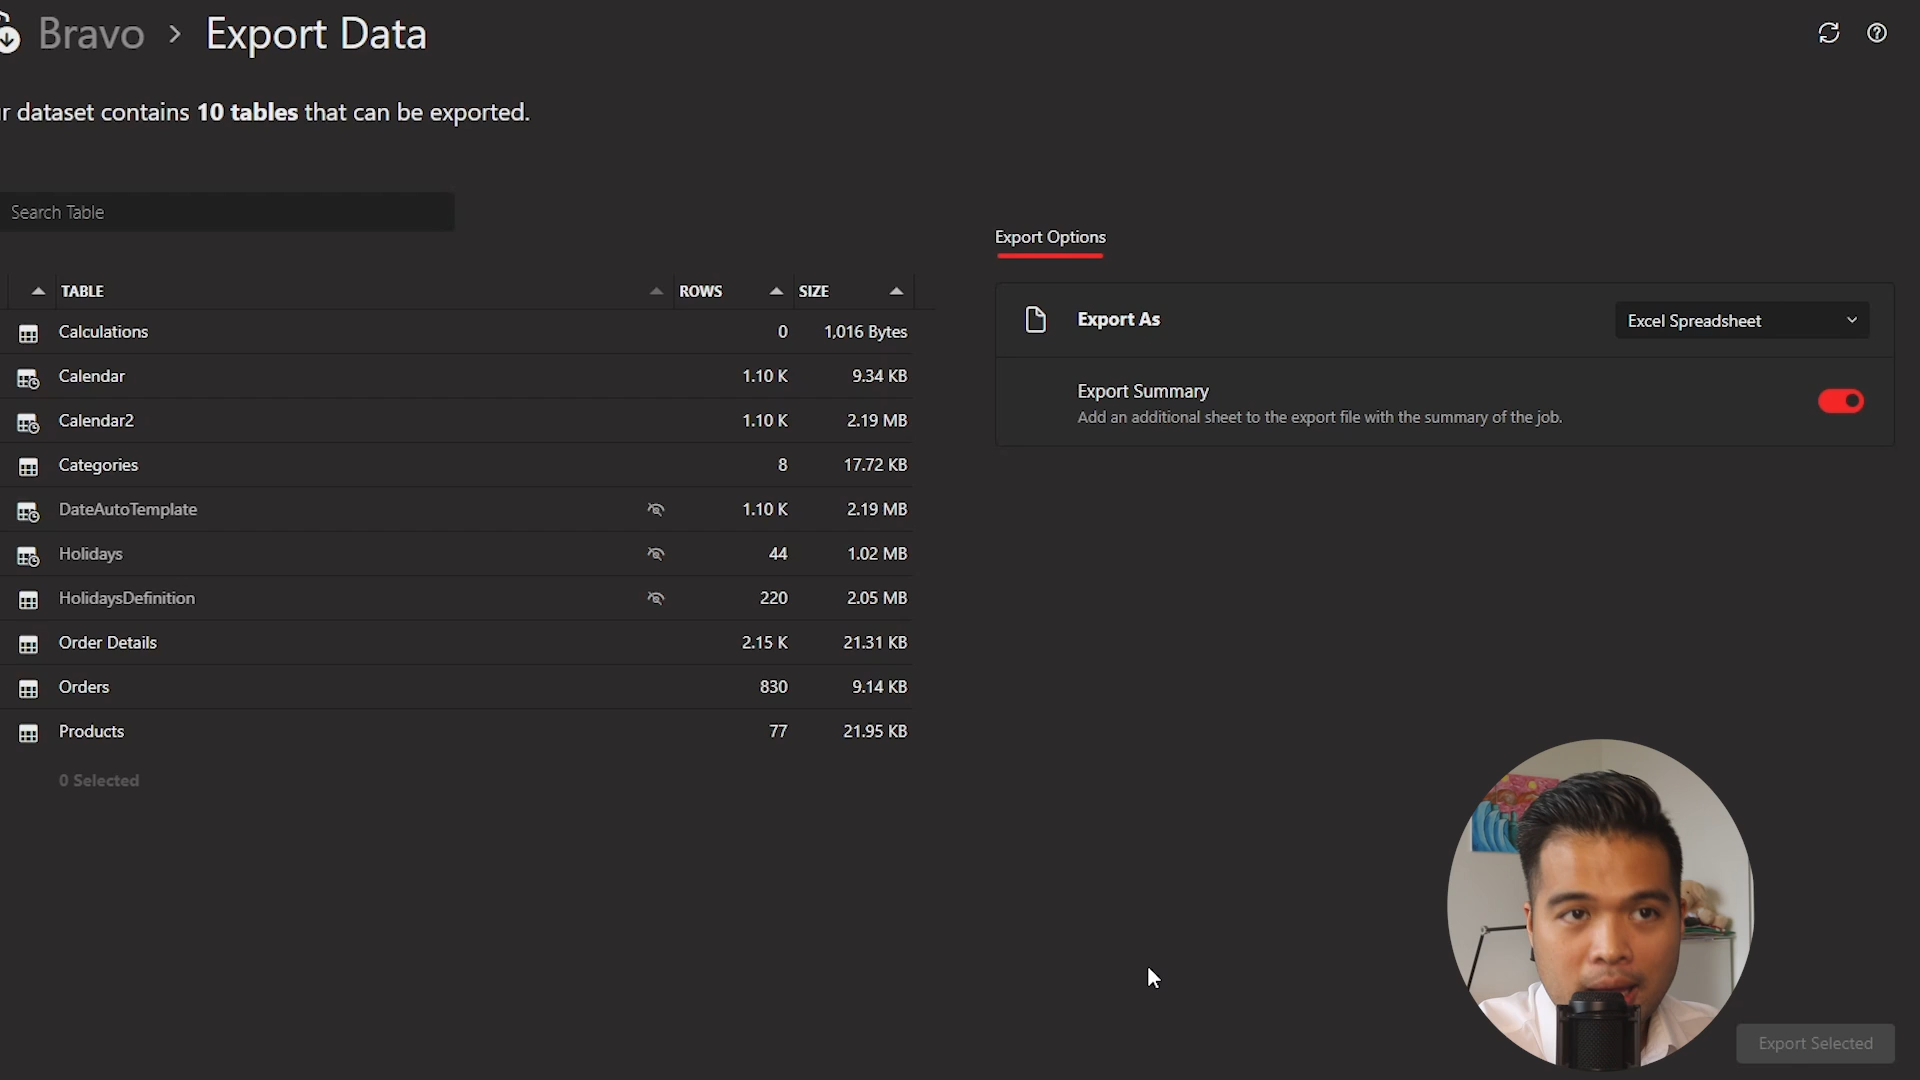 Bravo > Export Data
r dataset contains 10 tables that can be exported.
Search Table
Export Options
TABLE ROWS SIZE
Export As Excel Spreadsheet
Calculations 0 1,016 Bytes
Calendar 1.10 K 9.34 KB
Export Summary
Add an additional sheet to the export file with the summary of the job.
Calendar2 1.10 K 2.19 MB
Categories 8 17.72 KB
DateAutoTemplate 1.10 K 2.19 MB
Holidays 44 1.02 MB
HolidaysDefinition 220 2.05 MB
Order Details 2.15 K 21.31 KB
Orders 830 9.14 KB
Products 77 21.95 KB
0 Selected
Export Selected